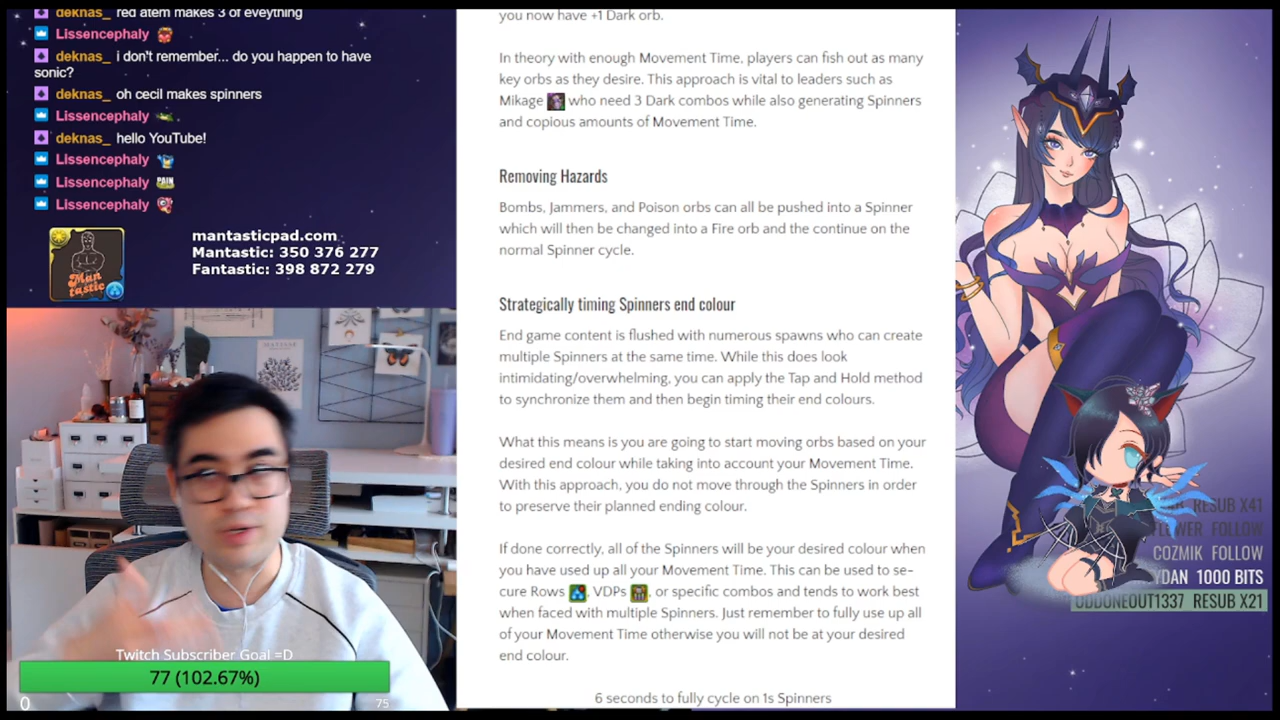 deknas_ red atem makes 3 of eveything
Lissencephaly
deknas_ i don't remember... do you happen to have
sonic?
deknas_ oh cecil makes spinners
Lissencephaly
deknas_ hello YouTube!
Lissencephaly
Lissencephaly PAIN
Lissencephaly
Man
tastic
mantasticpad.com
Mantastic: 350 376 277
Fantastic: 398 872 279
Twitch Subscriber Goal =D
77 (102.67%)
0
75
you now have +1 Dark orb.
In theory with enough Movement Time, players can fish out as many
key orbs as they desire. This approach is vital to leaders such as
Mikage who need 3 Dark combos while also generating Spinners
and copious amounts of Movement Time.
Removing Hazards
Bombs, Jammers, and Poison orbs can all be pushed into a Spinner
which will then be changed into a Fire orb and the continue on the
normal Spinner cycle.
Strategically timing Spinners end colour
End game content is flushed with numerous spawns who can create
multiple Spinners at the same time. While this does look
intimidating/overwhelming, you can apply the Tap and Hold method
to synchronize them and then begin timing their end colours.
What this means is you are going to start moving orbs based on your
desired end colour while taking into account your Movement Time.
With this approach, you do not move through the Spinners in order
to preserve their planned ending colour.
If done correctly, all of the Spinners will be your desired colour when
you have used up all your Movement Time. This can be used to se-
cure Rows , VDPs , or specific combos and tends to work best
when faced with multiple Spinners. Just remember to fully use up all
of your Movement Time otherwise you will not be at your desired
end colour.
6 seconds to fully cycle on 1s Spinners
RESUB X41
FOLLOW
COZMIK FOLLOW
YDAN 1000 BITS
ODDONEOUT1337 RESUB X21